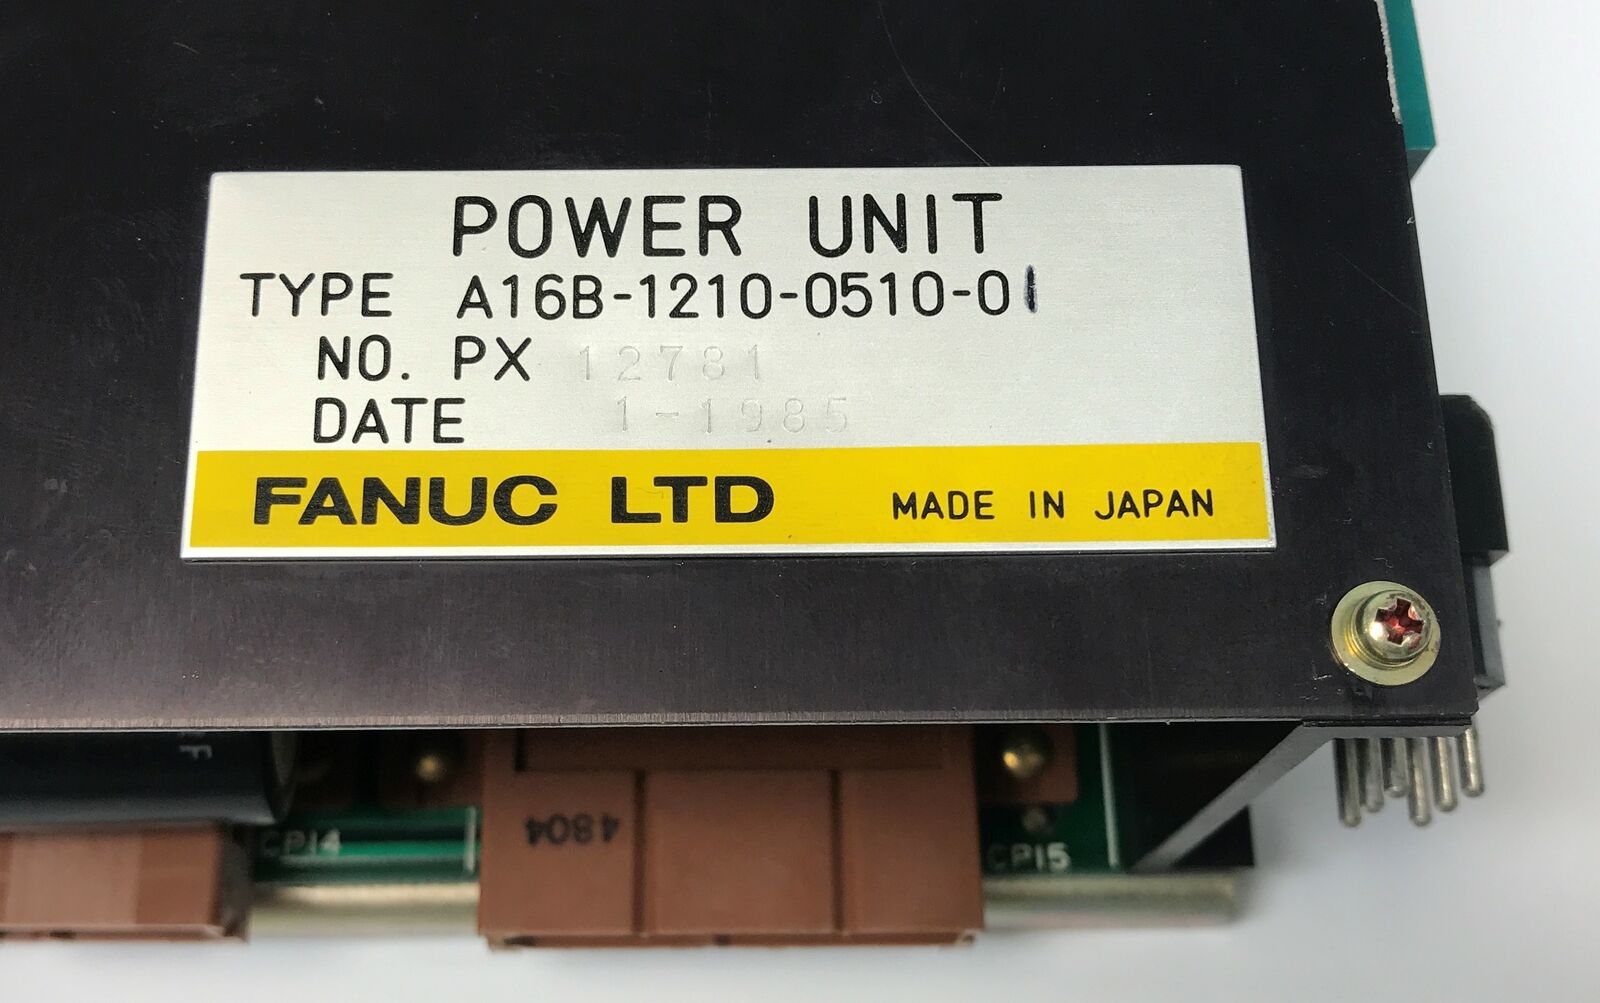 POWER UNIT
TYPE A16B-1210-0510-01
NO. PX 12781
DATE 1-1985
FANUC LTD MADE IN JAPAN
CP14
4804
CP15